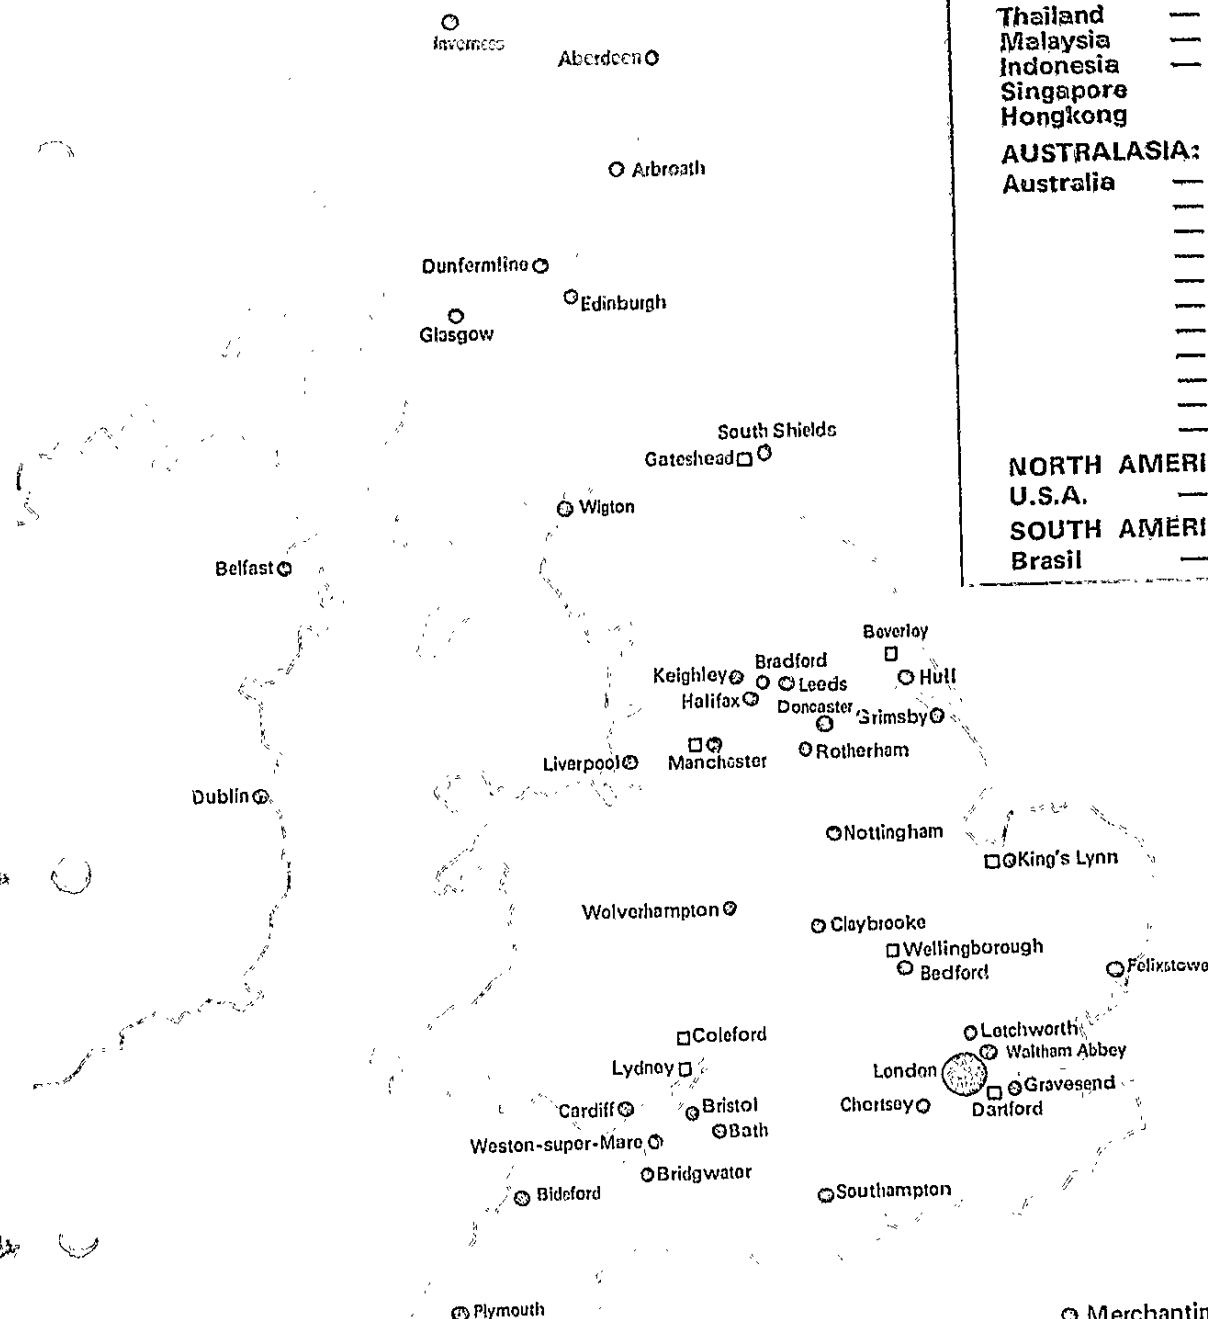 Inverness
Aberdeen
Arbroath
Dunfermline
Edinburgh
Glasgow
South Shields
Gateshead
Wigton
Belfast
Beverley
Bradford
Keighley
Leeds
Hull
Halifax
Doncaster
Grimsby
Manchester
Rotherham
Liverpool
Dublin
Nottingham
King's Lynn
Wolverhampton
Claybrooke
Wellingborough
Bedford
Felixstowe
Coleford
Letchworth
Waltham Abbey
Lydney
London
Gravesend
Dartford
Chertsey
Cardiff
Bristol
Bath
Weston-super-Mare
Bridgwater
Bideford
Southampton
Plymouth
Thailand —
Malaysia —
Indonesia —
Singapore
Hongkong
AUSTRALASIA:
Australia —
—
—
—
—
—
—
—
—
—
—
NORTH AMERI
U.S.A. —
SOUTH AMERI
Brasil —
Merchantin